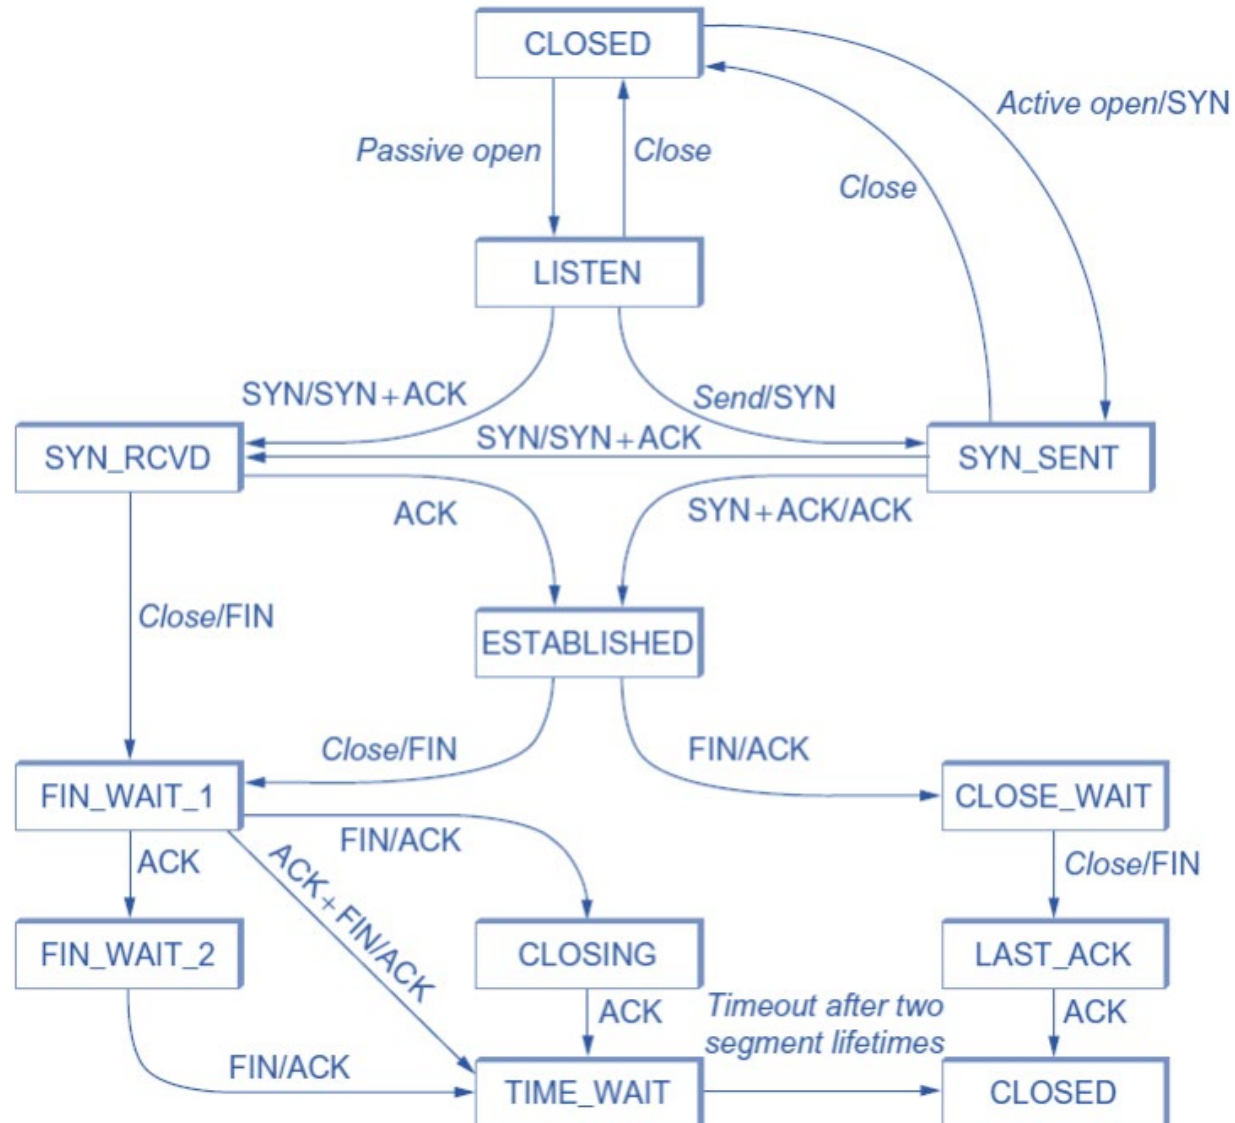 CLOSED
Active open/SYN
Passive open
Close
Close
LISTEN
SYN/SYN+ACK
Send/SYN
SYN/SYN+ACK
SYN_RCVD
SYN_SENT
ACK
SYN+ACK/ACK
Close/FIN
ESTABLISHED
Close/FIN
FIN/ACK
FIN_WAIT_1
CLOSE_WAIT
FIN/ACK
ACK
ACK+FIN/ACK
Close/FIN
FIN_WAIT_2
CLOSING
LAST_ACK
ACK
Timeout after two
segment lifetimes
ACK
FIN/ACK
TIME_WAIT
CLOSED